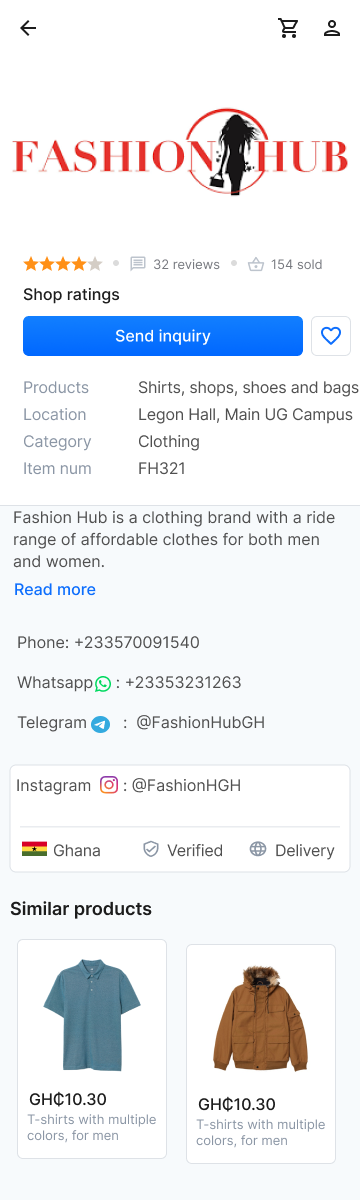 FASHION HUB
32 reviews
154 sold
Shop ratings
Send inquiry
Products Shirts, shops, shoes and bags
Location Legon Hall, Main UG Campus
Category Clothing
Item num FH321
Fashion Hub is a clothing brand with a ride
range of affordable clothes for both men
and women.
Read more
Phone: +233570091540
Whatsapp : +23353231263
Telegram : @FashionHubGH
Instagram : @FashionHGH
Ghana Verified Delivery
Similar products
GH₵10.30
T-shirts with multiple
colors, for men
GH₵10.30
T-shirts with multiple
colors, for men